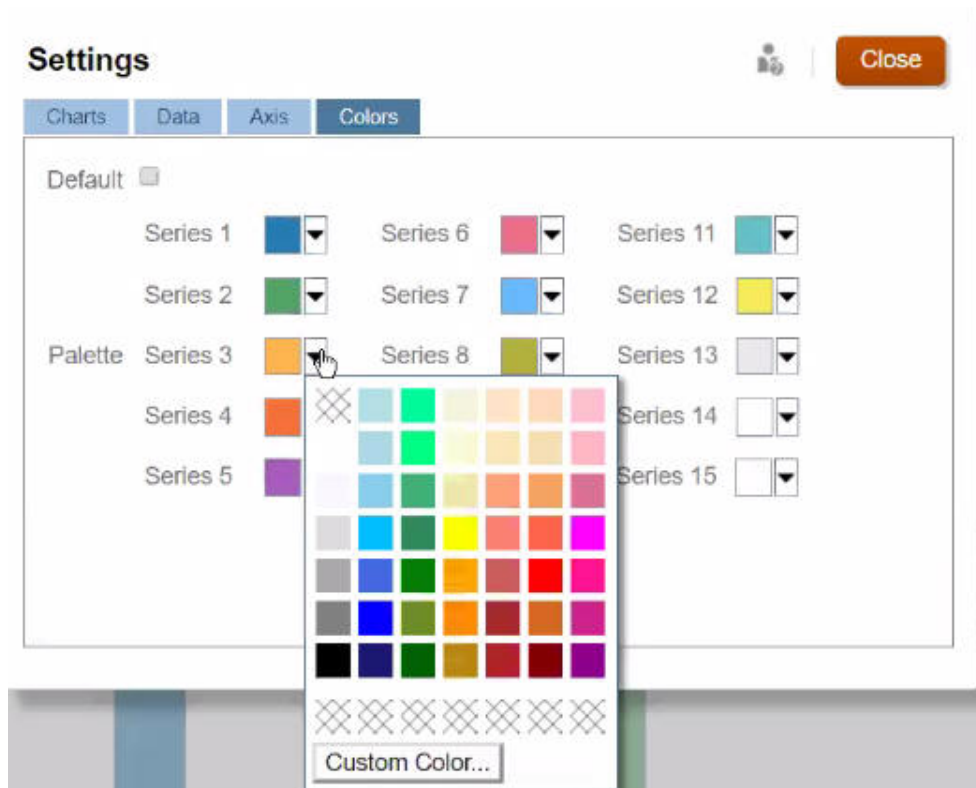 Settings
Close
Charts Data Axis Colors
Default
Series 1 Series 6 Series 11
Series 2 Series 7 Series 12
Palette Series 3 Series 8 Series 13
Series 4 Series 14
Series 5 Series 15
Custom Color...